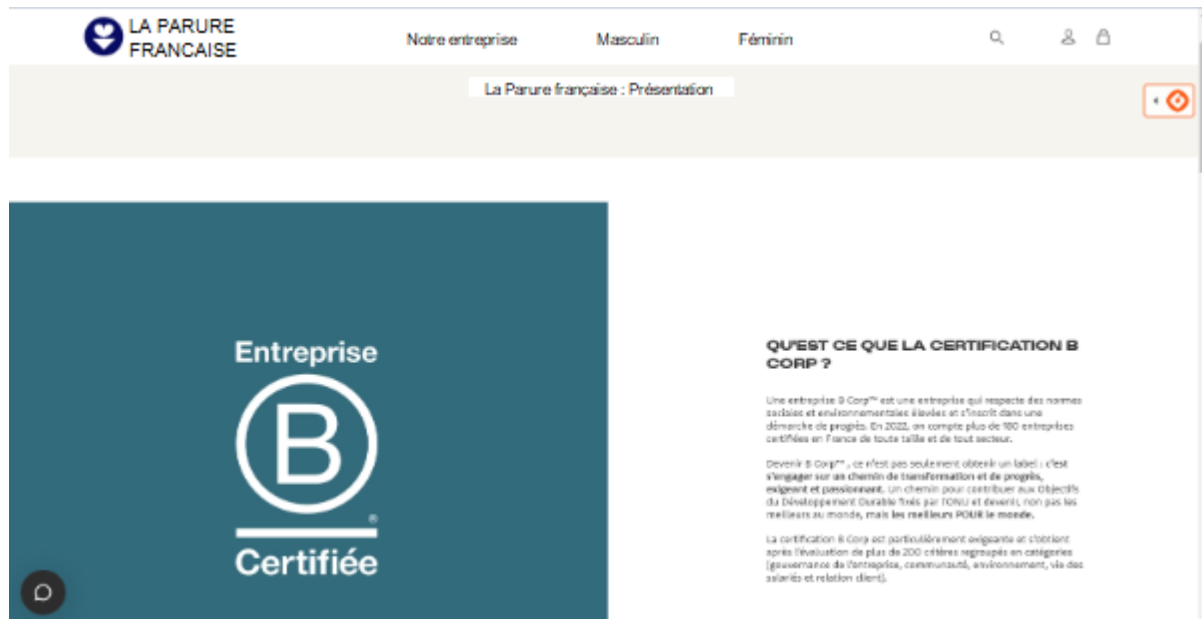 LA PARURE
FRANCAISE
Notre entreprise
Masculin
Féminin
La Parure française : Présentation
Entreprise
B
®
Certifiée
QU'EST CE QUE LA CERTIFICATION B
CORP ?
Une entreprise B Corp™ est une entreprise qui respecte des normes
sociales et environnementales élevées et s'inscrit dans une
démarche de progrès. En 2022, on compte plus de 180 entreprises
certifiées en France de toute taille et de tout secteur.
Devenir B Corp™ , ce n'est pas seulement obtenir un label : c'est
s'engager sur un chemin de transformation et de progrès,
exigeant et passionnant. Un chemin pour contribuer aux Objectifs
du Développement Durable fixés par l'ONU et devenir, non pas les
meilleurs au monde, mais les meilleurs POUR le monde.
La certification B Corp est particulièrement exigeante et s'obtient
après l'évaluation de plus de 200 critères regroupés en catégories
(gouvernance de l'entreprise, communauté, environnement, vie des
salariés et relation client).